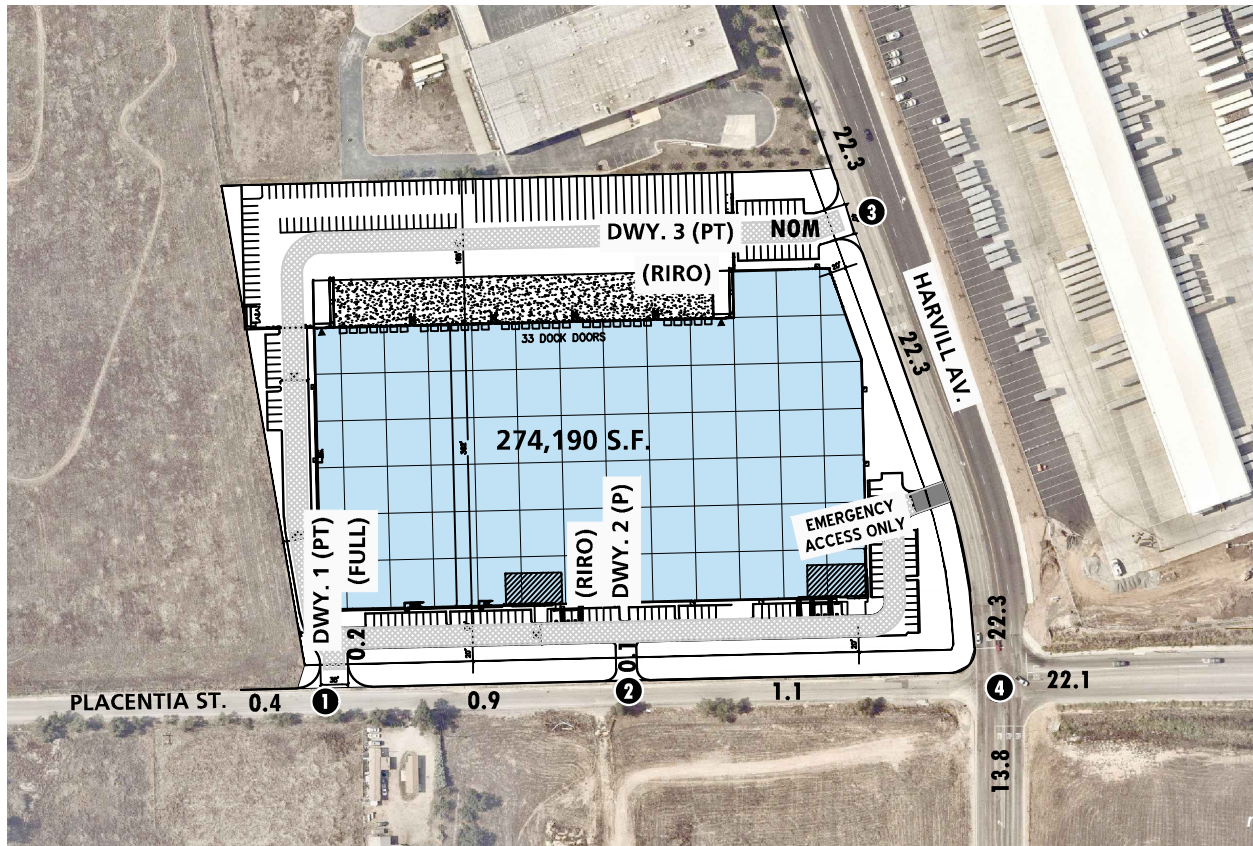 22.3
3
DWY. 3 (PT)
NOM
(RIRO)
HARVILL AV.
33 DOCK DOORS
22.3
274,190 S.F.
EMERGENCY
ACCESS ONLY
DWY. 1 (PT)
(FULL)
(RIRO)
DWY. 2 (P)
0.2
0.1
22.3
PLACENTIA ST.
0.4
1
0.9
2
1.1
4
22.1
13.8